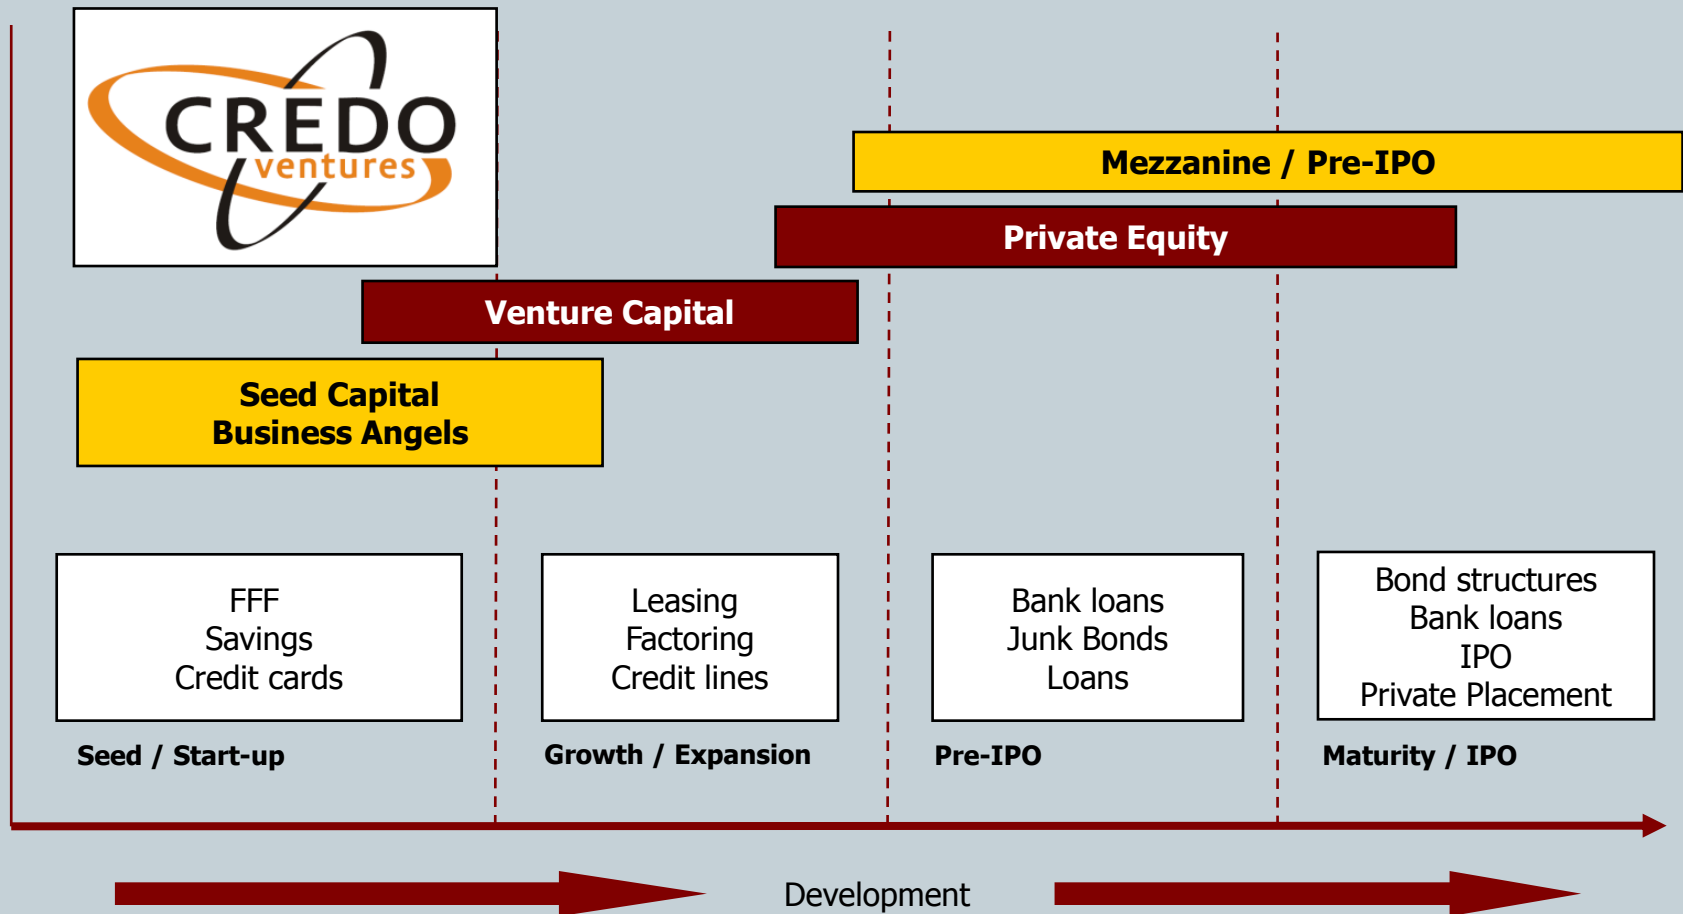 CREDO
ventures
Mezzanine / Pre-IPO
Private Equity
Venture Capital
Seed Capital
Business Angels
FFF
Savings
Credit cards
Leasing
Factoring
Credit lines
Bank loans
Junk Bonds
Loans
Bond structures
Bank loans
IPO
Private Placement
Seed / Start-up
Growth / Expansion
Pre-IPO
Maturity / IPO
Development